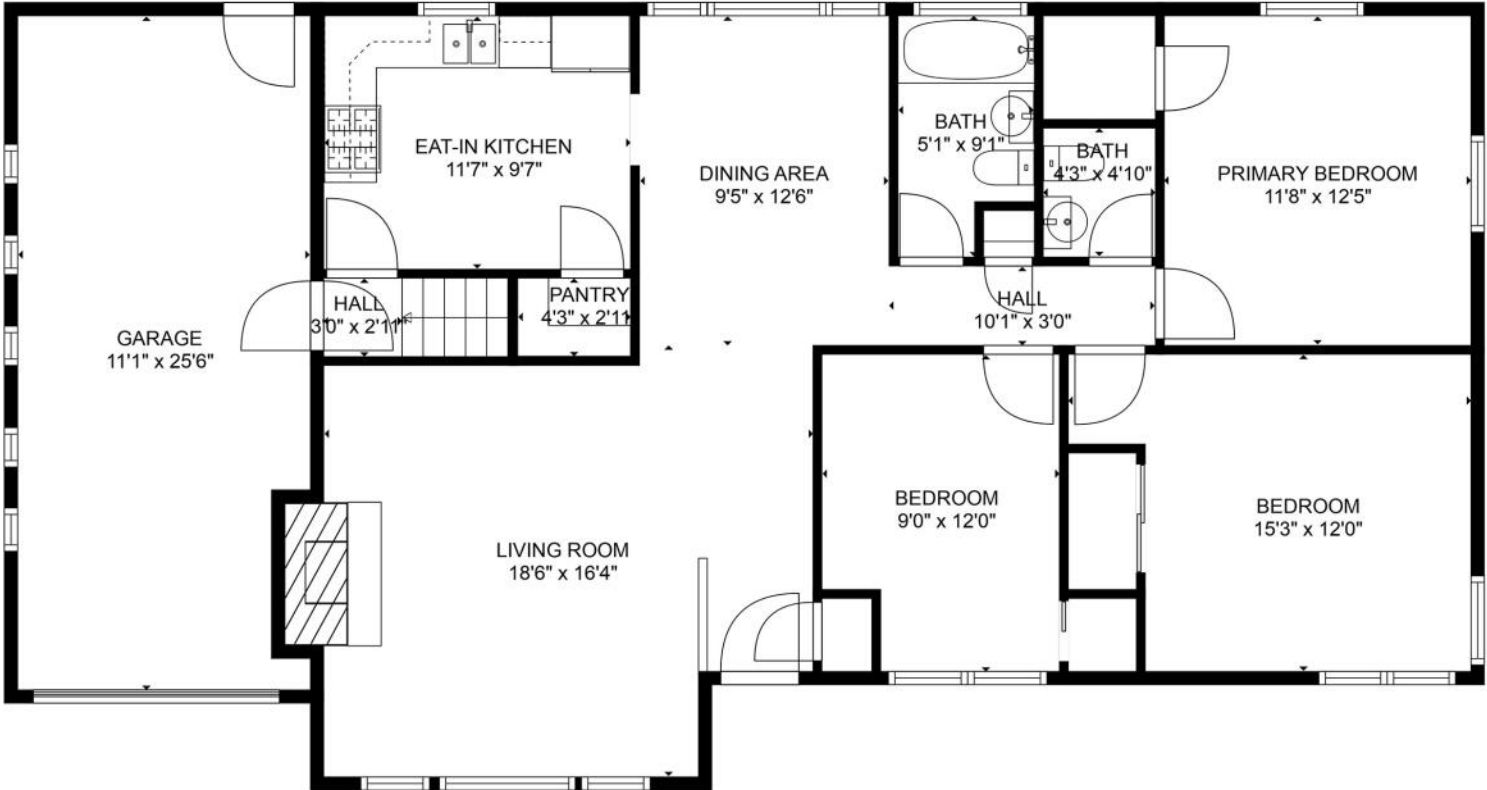 EAT-IN KITCHEN
11'7" x 9'7"
DINING AREA
9'5" x 12'6"
BATH
5'1" x 9'1"
BATH
4'3" x 4'10"
PRIMARY BEDROOM
11'8" x 12'5"
GARAGE
11'1" x 25'6"
HALL
3'0" x 2'11"
PANTRY
4'3" x 2'11
HALL
10'1" x 3'0"
LIVING ROOM
18'6" x 16'4"
BEDROOM
9'0" x 12'0"
BEDROOM
15'3" x 12'0"